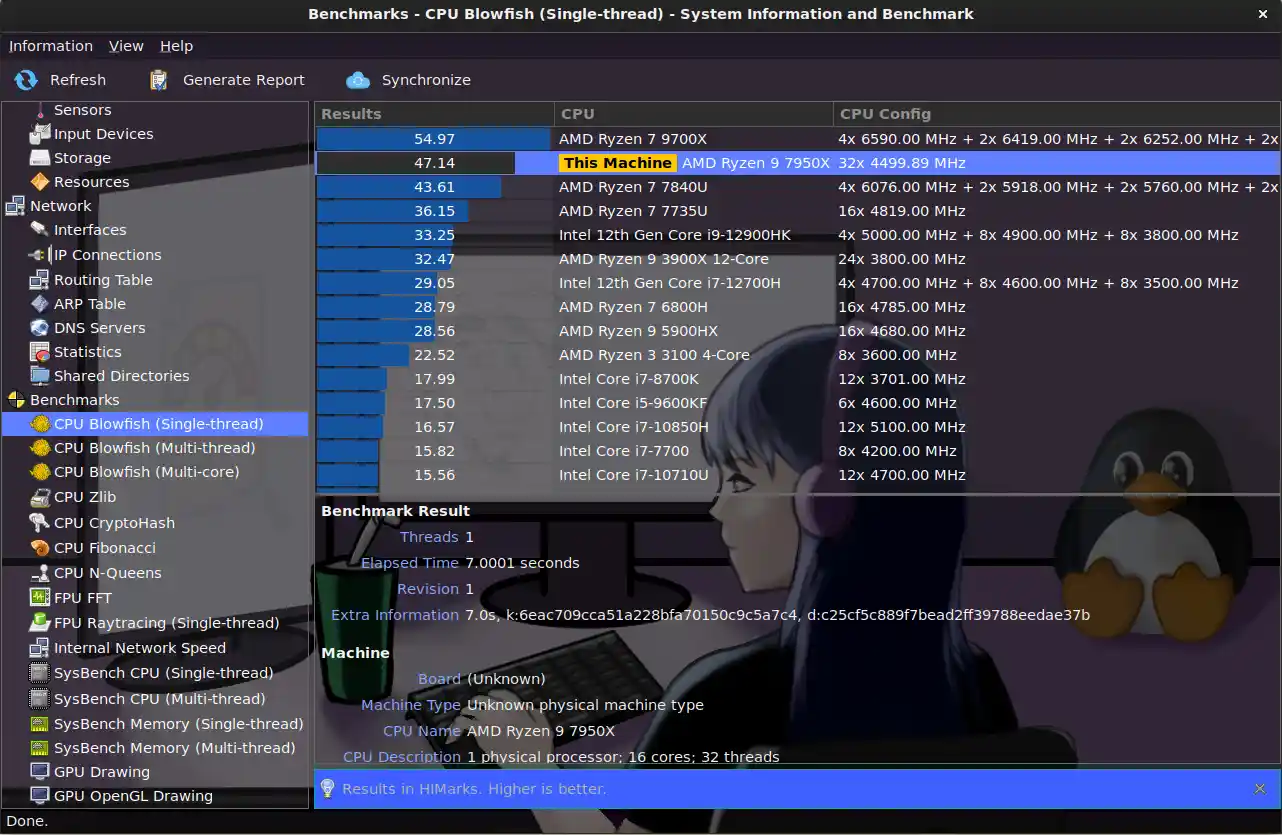 Benchmarks - CPU Blowfish (Single-thread) - System Information and Benchmark
Information View Help
Refresh Generate Report Synchronize
Sensors
Input Devices
Storage
Resources
Network
Interfaces
IP Connections
Routing Table
ARP Table
DNS Servers
Statistics
Shared Directories
Benchmarks
CPU Blowfish (Single-thread)
CPU Blowfish (Multi-thread)
CPU Blowfish (Multi-core)
CPU Zlib
CPU CryptoHash
CPU Fibonacci
CPU N-Queens
FPU FFT
FPU Raytracing (Single-thread)
Internal Network Speed
SysBench CPU (Single-thread)
SysBench CPU (Multi-thread)
SysBench Memory (Single-thread)
SysBench Memory (Multi-thread)
GPU Drawing
GPU OpenGL Drawing
Results CPU CPU Config
54.97 AMD Ryzen 7 9700X 4x 6590.00 MHz + 2x 6419.00 MHz + 2x 6252.00 MHz + 2x
47.14 This Machine AMD Ryzen 9 7950X 32x 4499.89 MHz
43.61 AMD Ryzen 7 7840U 4x 6076.00 MHz + 2x 5918.00 MHz + 2x 5760.00 MHz + 2x
36.15 AMD Ryzen 7 7735U 16x 4819.00 MHz
33.25 Intel 12th Gen Core i9-12900HK 4x 5000.00 MHz + 8x 4900.00 MHz + 8x 3800.00 MHz
32.47 AMD Ryzen 9 3900X 12-Core 24x 3800.00 MHz
29.05 Intel 12th Gen Core i7-12700H 4x 4700.00 MHz + 8x 4600.00 MHz + 8x 3500.00 MHz
28.79 AMD Ryzen 7 6800H 16x 4785.00 MHz
28.56 AMD Ryzen 9 5900HX 16x 4680.00 MHz
22.52 AMD Ryzen 3 3100 4-Core 8x 3600.00 MHz
17.99 Intel Core i7-8700K 12x 3701.00 MHz
17.50 Intel Core i5-9600KF 6x 4600.00 MHz
16.57 Intel Core i7-10850H 12x 5100.00 MHz
15.82 Intel Core i7-7700 8x 4200.00 MHz
15.56 Intel Core i7-10710U 12x 4700.00 MHz
Benchmark Result
Threads 1
Elapsed Time 7.0001 seconds
Revision 1
Extra Information 7.0s, k:6eac709cca51a228bfa70150c9c5a7c4, d:c25cf5c889f7bead2ff39788eedae37b
Machine
Board (Unknown)
Machine Type Unknown physical machine type
CPU Name AMD Ryzen 9 7950X
CPU Description 1 physical processor; 16 cores; 32 threads
Results in HIMarks. Higher is better.
Done.